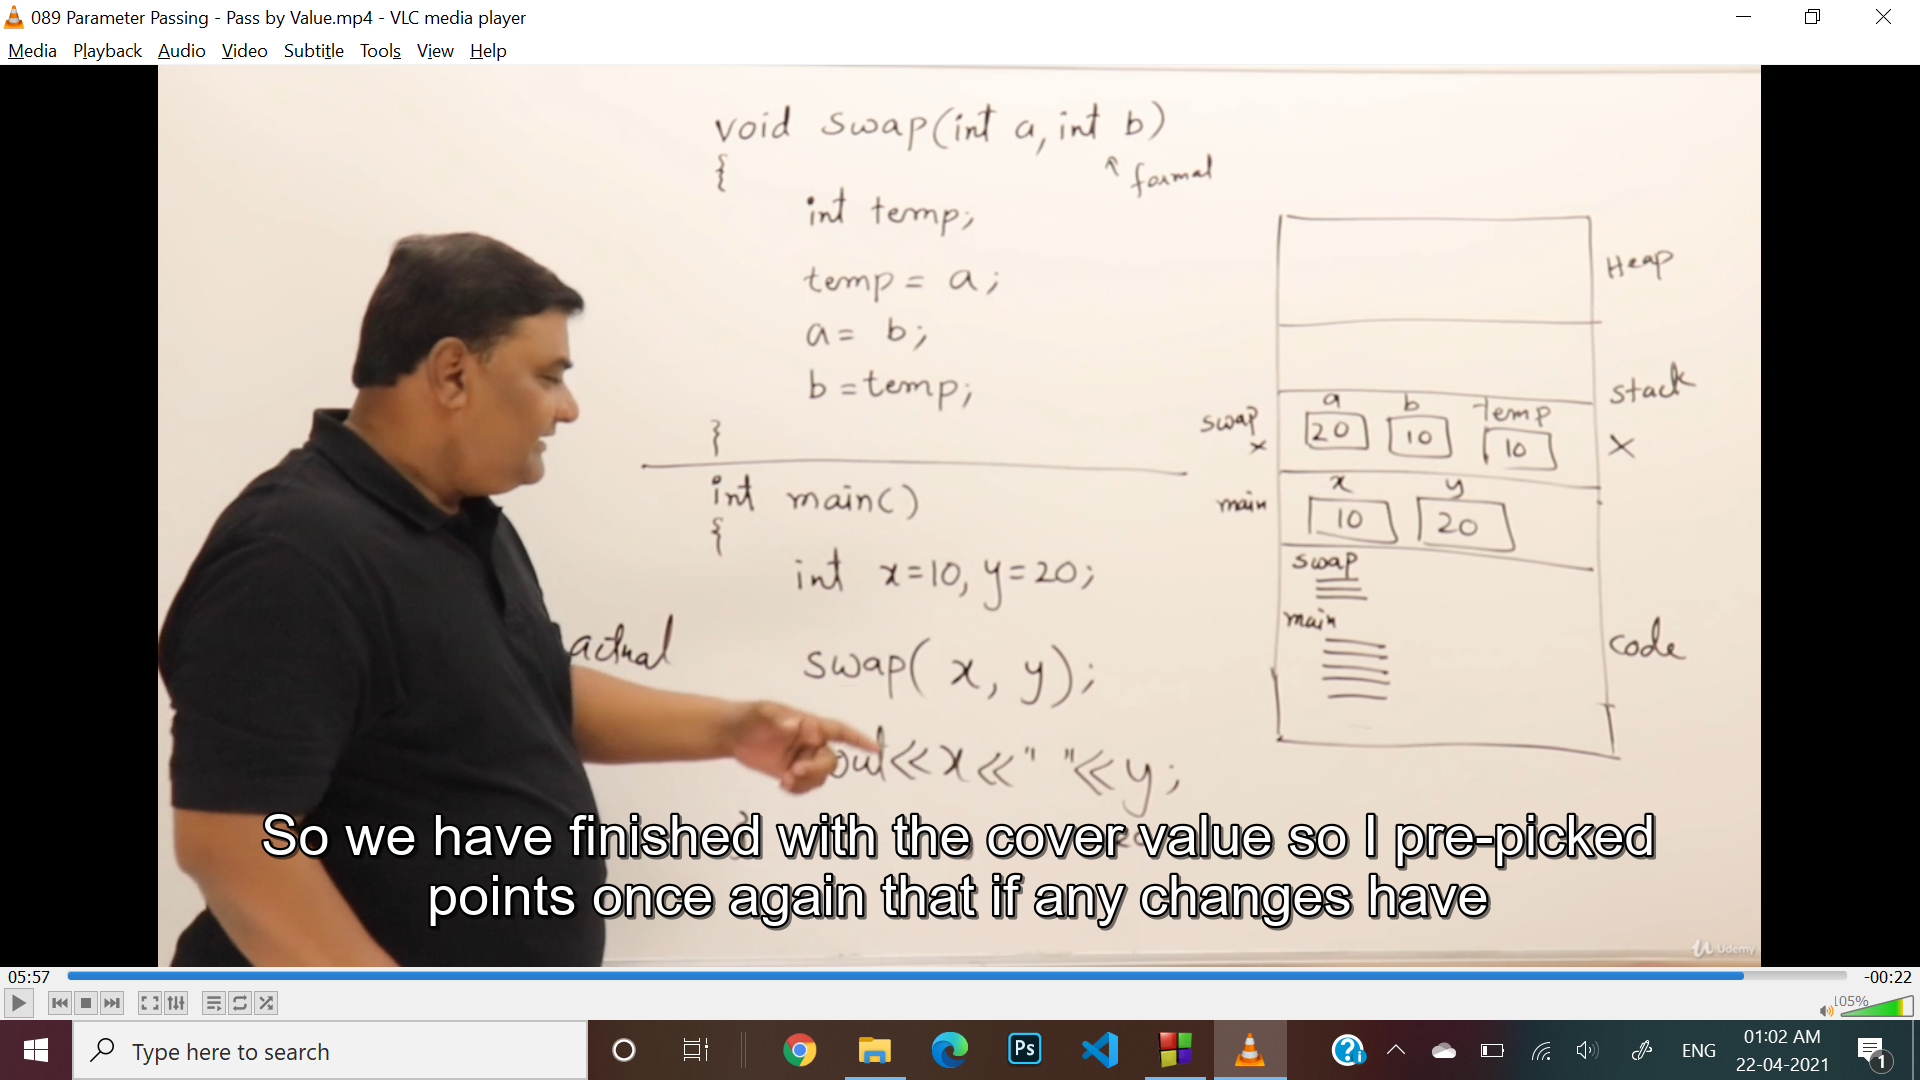 089 Parameter Passing - Pass by Value.mp4 - VLC media player
Media Playback Audio Video Subtitle Tools View Help
void swap(int a, int b)
↑ formal
{
int temp;
temp = a;
a = b;
b = temp;
}
int main()
{
int x=10, y=20;
actual
swap( x, y);
out<<x<<" "<<y;
Heap
stack
a b temp
swap 20 10 10
x X
x y
main 10 20
swap
main
code
So we have finished with the cover value so I pre-picked
points once again that if any changes have
Udemy
05:57 -00:22
105%
Type here to search
Ps
ENG
01:02 AM
22-04-2021
1